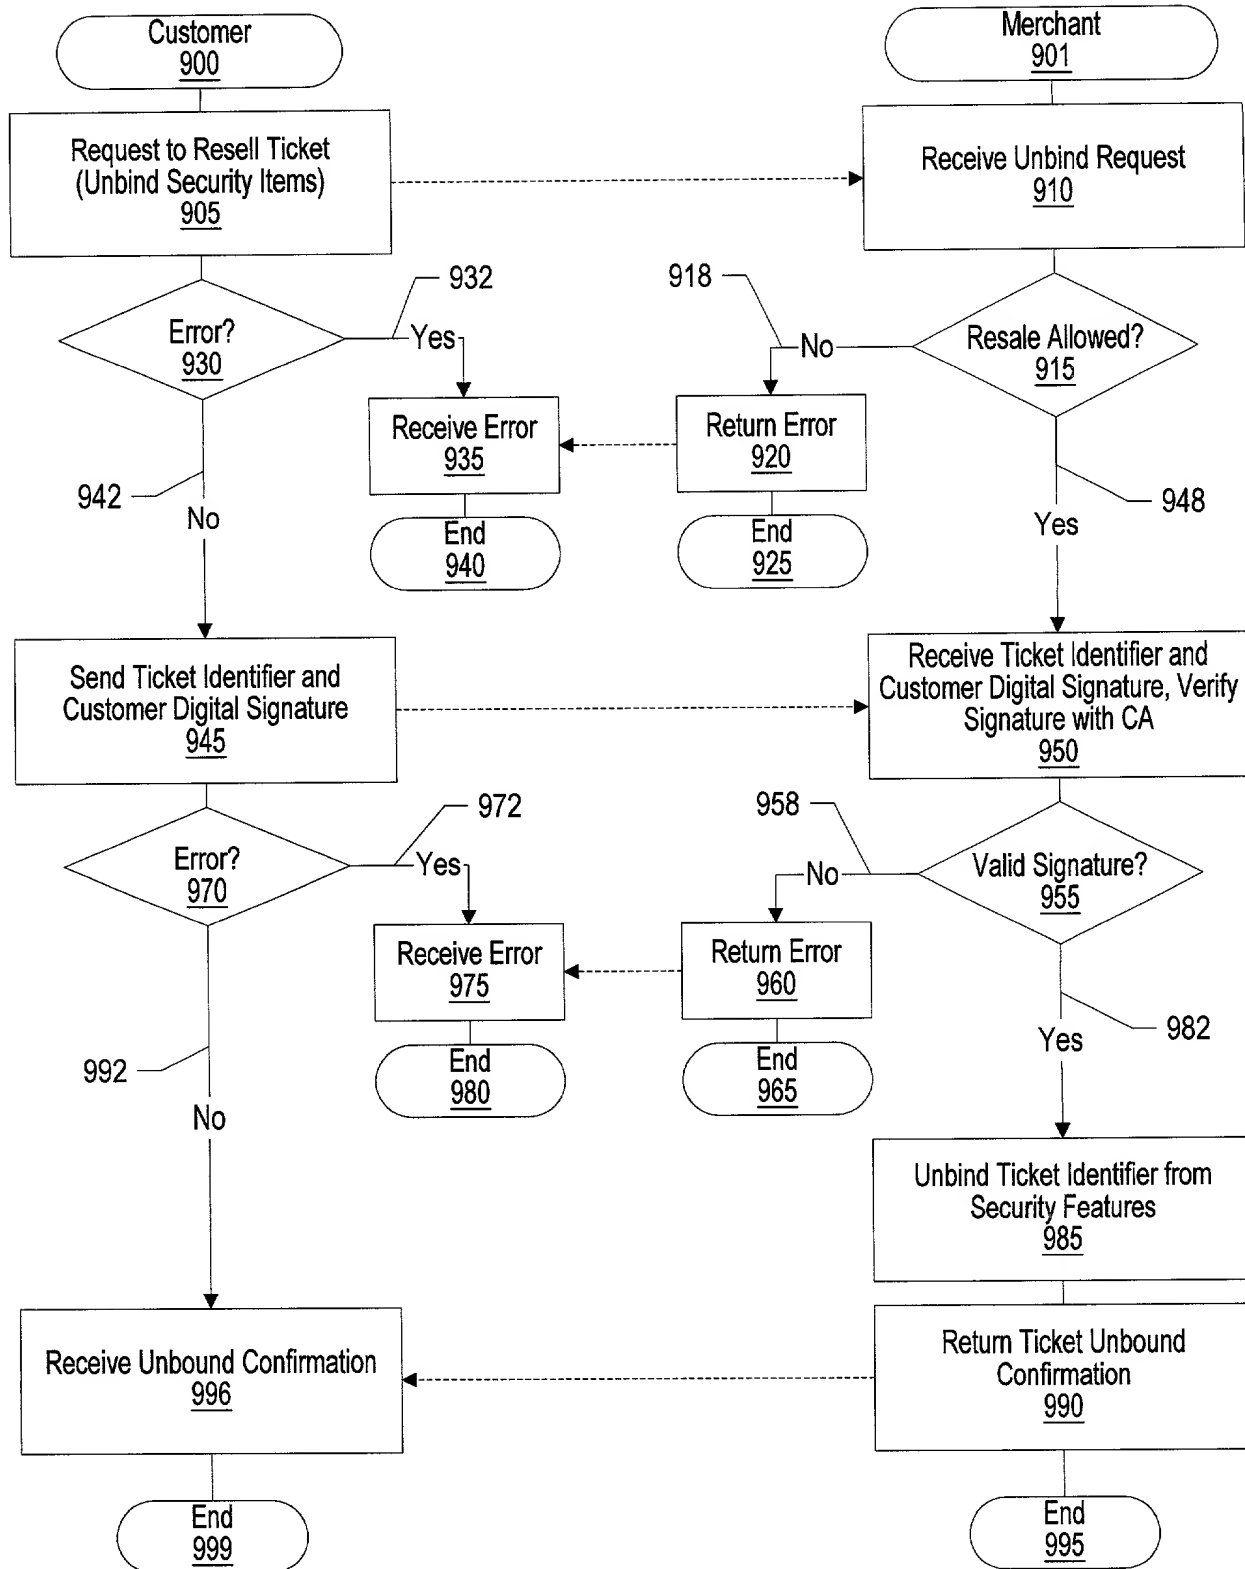 Customer
900
Merchant
901
Request to Resell Ticket
(Unbind Security Items)
905
Receive Unbind Request
910
932
918
Error?
930
Yes
No
Resale Allowed?
915
Receive Error
935
Return Error
920
942
No
948
Yes
End
940
End
925
Send Ticket Identifier and
Customer Digital Signature
945
Receive Ticket Identifier and
Customer Digital Signature, Verify
Signature with CA
950
972
958
Error?
970
Yes
No
Valid Signature?
955
Receive Error
975
Return Error
960
982
Yes
992
No
End
980
End
965
Unbind Ticket Identifier from
Security Features
985
Receive Unbound Confirmation
996
Return Ticket Unbound
Confirmation
990
End
999
End
995